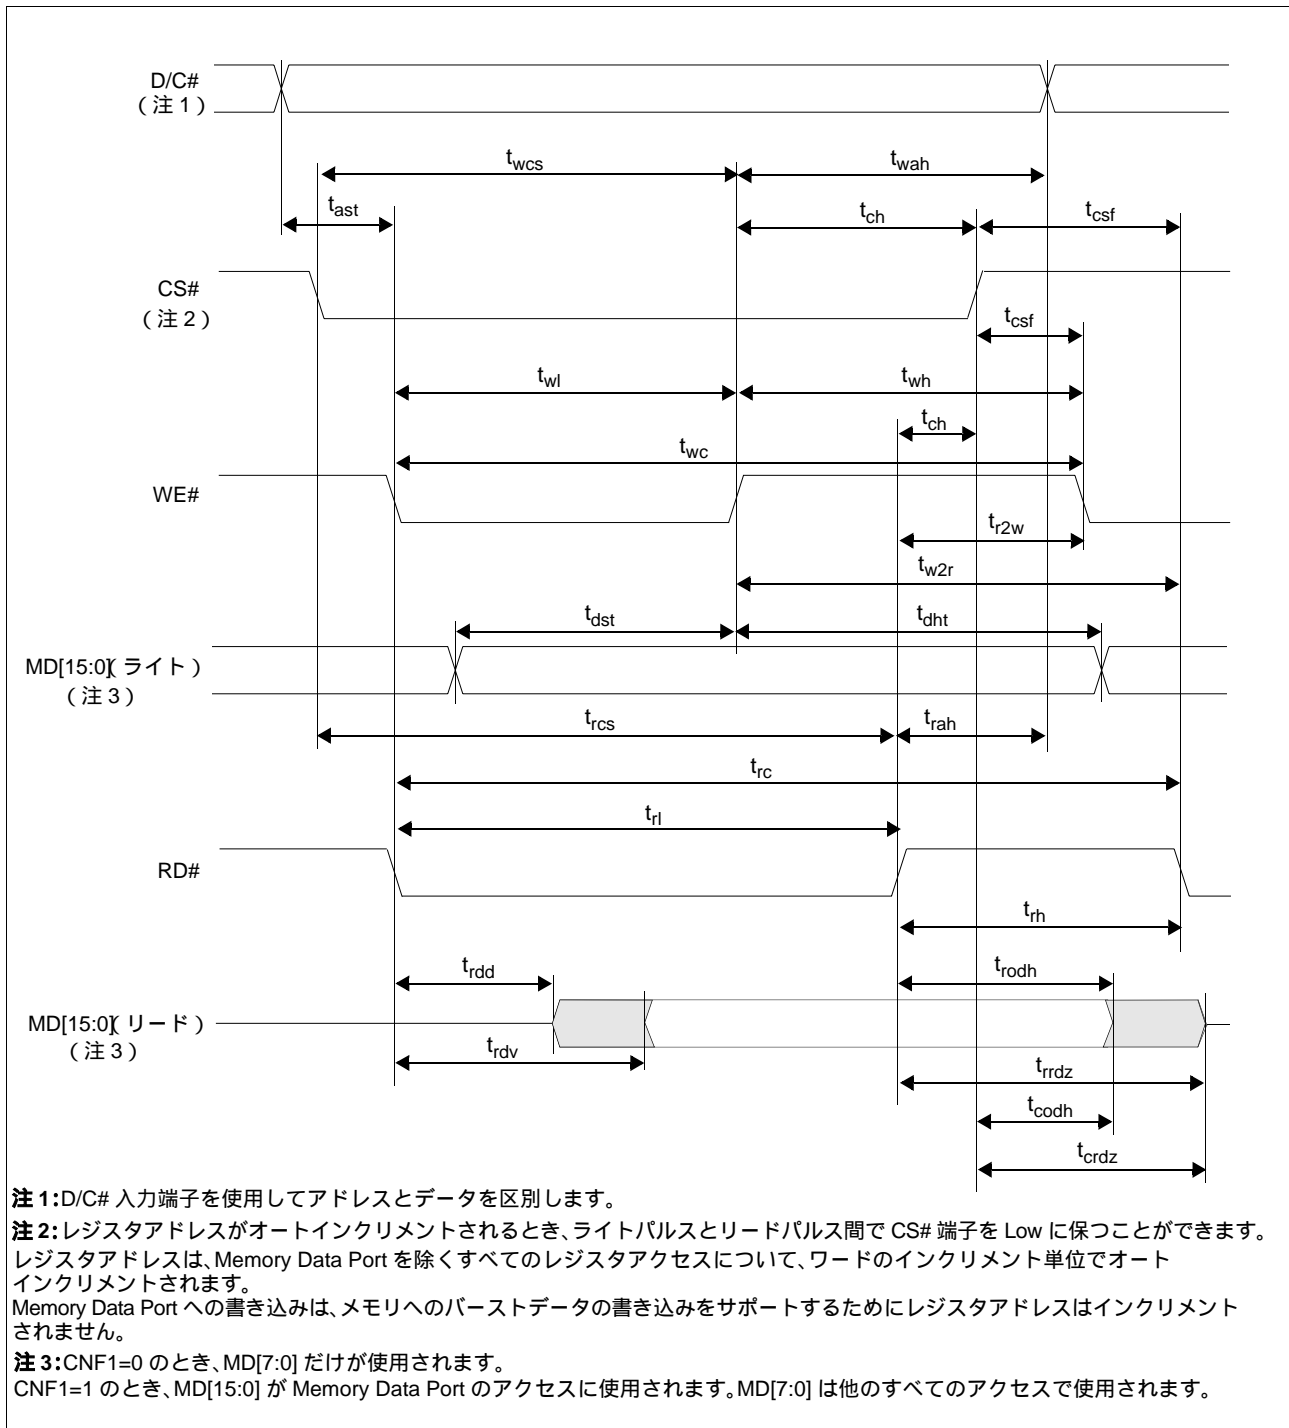 D/C#
（注 1）
twcs
twah
tast
tch
tcsf
CS#
（注 2）
tcsf
twl
twh
tch
twc
WE#
tr2w
tw2r
tdst
tdht
MD[15:0]（ライト）
（注 3）
trcs
trah
trc
trl
RD#
trh
trdd
trodh
MD[15:0]（リード）
（注 3）
trdv
trrdz
tcodh
tcrdz
注 1:D/C# 入力端子を使用してアドレスとデータを区別します。
注 2:レジスタアドレスがオートインクリメントされるとき、ライトパルスとリードパルス間で CS# 端子を Low に保つことができます。
レジスタアドレスは、Memory Data Port を除くすべてのレジスタアクセスについて、ワードのインクリメント単位でオート
インクリメントされます。
Memory Data Port への書き込みは、メモリへのバーストデータの書き込みをサポートするためにレジスタアドレスはインクリメント
されません。
注 3:CNF1=0 のとき、MD[7:0] だけが使用されます。
CNF1=1 のとき、MD[15:0] が Memory Data Port のアクセスに使用されます。MD[7:0] は他のすべてのアクセスで使用されます。